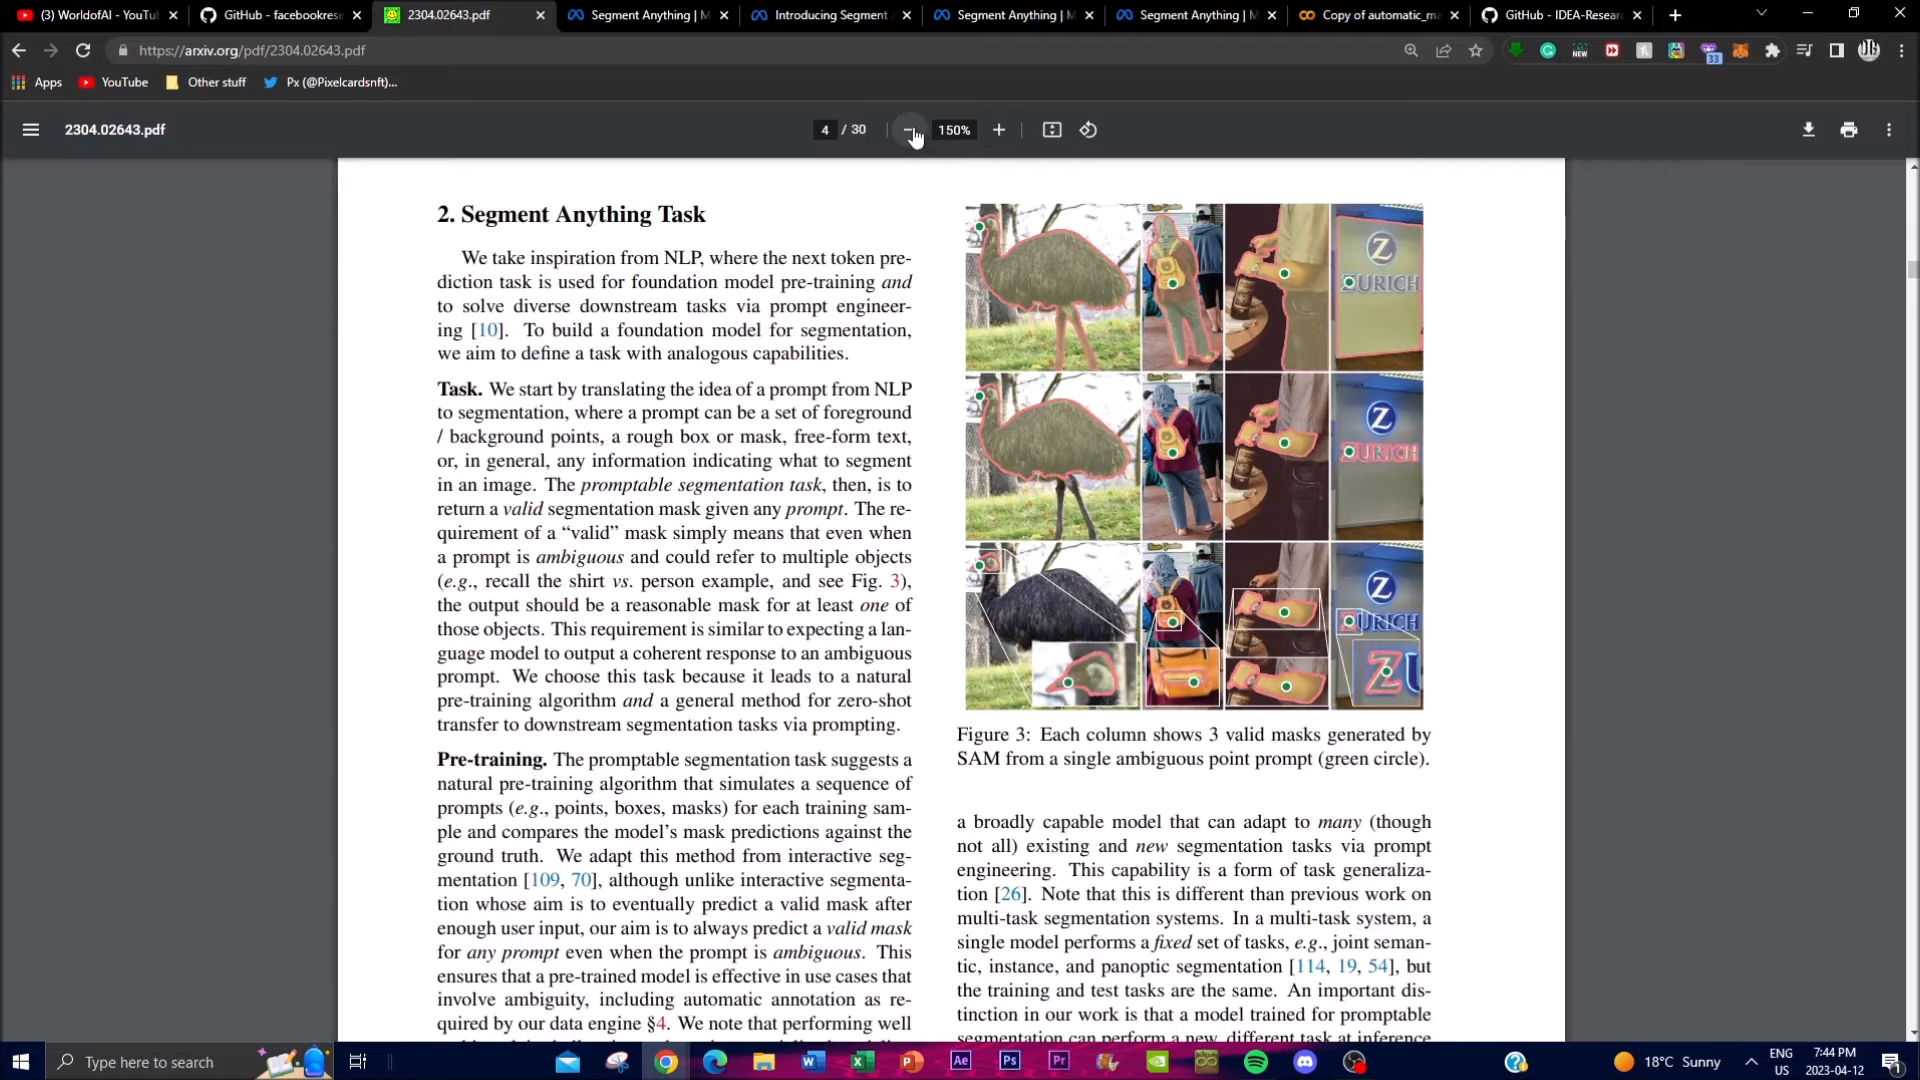 (3) WorldofAI - YouTu
GitHub - facebookrese
2304.02643.pdf
Segment Anything | M
Introducing Segment
Segment Anything | M
Segment Anything | M
Copy of automatic_m
GitHub - IDEA-Resear
https://arxiv.org/pdf/2304.02643.pdf
Apps
YouTube
Other stuff
Px (@Pixelcardsnft)...
NEW
33
2304.02643.pdf
4 / 30
150%
2. Segment Anything Task
We take inspiration from NLP, where the next token pre-
diction task is used for foundation model pre-training and
to solve diverse downstream tasks via prompt engineer-
ing [10]. To build a foundation model for segmentation,
we aim to define a task with analogous capabilities.
Task. We start by translating the idea of a prompt from NLP
to segmentation, where a prompt can be a set of foreground
/ background points, a rough box or mask, free-form text,
or, in general, any information indicating what to segment
in an image. The promptable segmentation task, then, is to
return a valid segmentation mask given any prompt. The re-
quirement of a “valid” mask simply means that even when
a prompt is ambiguous and could refer to multiple objects
(e.g., recall the shirt vs. person example, and see Fig. 3),
the output should be a reasonable mask for at least one of
those objects. This requirement is similar to expecting a lan-
guage model to output a coherent response to an ambiguous
prompt. We choose this task because it leads to a natural
pre-training algorithm and a general method for zero-shot
transfer to downstream segmentation tasks via prompting.
Pre-training. The promptable segmentation task suggests a
natural pre-training algorithm that simulates a sequence of
prompts (e.g., points, boxes, masks) for each training sam-
ple and compares the model’s mask predictions against the
ground truth. We adapt this method from interactive seg-
mentation [109, 70], although unlike interactive segmenta-
tion whose aim is to eventually predict a valid mask after
enough user input, our aim is to always predict a valid mask
for any prompt even when the prompt is ambiguous. This
ensures that a pre-trained model is effective in use cases that
involve ambiguity, including automatic annotation as re-
quired by our data engine §4. We note that performing well
Z
ZURICH
Z
ZURICH
Z
ZURICH
ZU
Figure 3: Each column shows 3 valid masks generated by
SAM from a single ambiguous point prompt (green circle).
a broadly capable model that can adapt to many (though
not all) existing and new segmentation tasks via prompt
engineering. This capability is a form of task generaliza-
tion [26]. Note that this is different than previous work on
multi-task segmentation systems. In a multi-task system, a
single model performs a fixed set of tasks, e.g., joint seman-
tic, instance, and panoptic segmentation [114, 19, 54], but
the training and test tasks are the same. An important dis-
tinction in our work is that a model trained for promptable
segmentation can perform a new, different task at inference
Type here to search
Ae
Ps
Pr
18°C Sunny
ENG
US
7:44 PM
2023-04-12
1